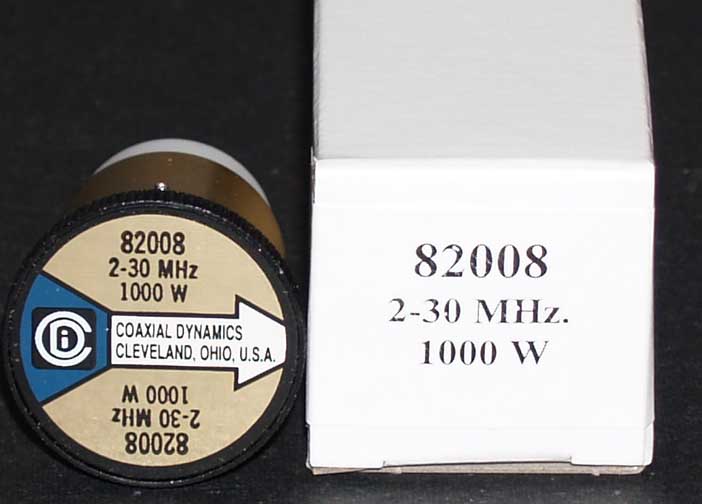 82008
2-30 MHz
1000 W
CDi
COAXIAL DYNAMICS
CLEVELAND, OHIO, U.S.A.
1000 W
2-30 MHz
82008
82008
2-30 MHz.
1000 W